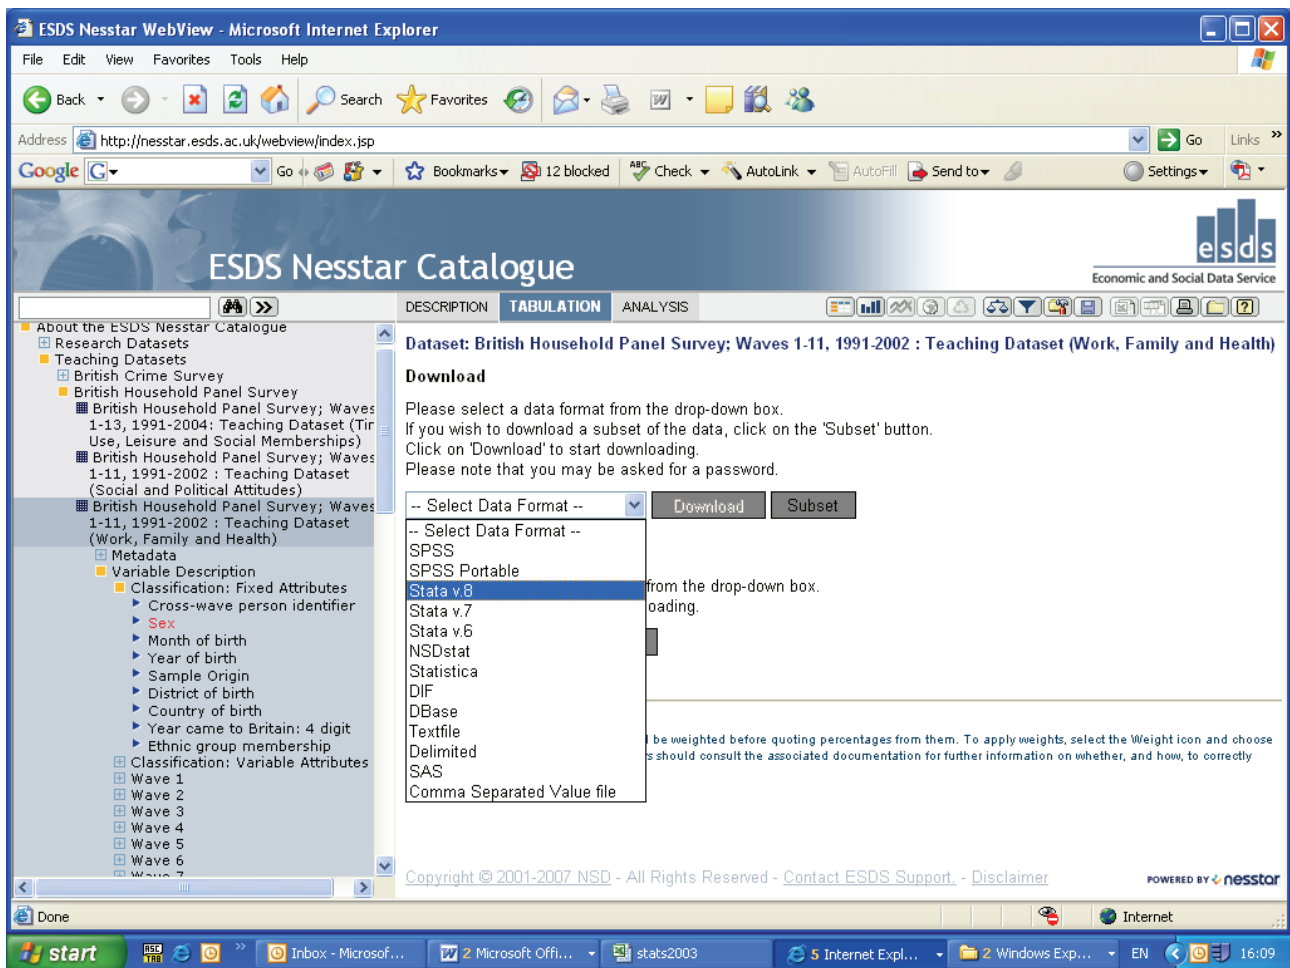 ESDS Nesstar WebView - Microsoft Internet Explorer
File Edit View Favorites Tools Help
Back Search Favorites
Address http://nesstar.esds.ac.uk/webview/index.jsp Go Links »
Google G Go Bookmarks 12 blocked ABC Check AutoLink AutoFill Send to Settings
ESDS Nesstar Catalogue
esds
Economic and Social Data Service
DESCRIPTION TABULATION ANALYSIS
About the ESDS Nesstar Catalogue
Research Datasets
Teaching Datasets
British Crime Survey
British Household Panel Survey
British Household Panel Survey; Waves
1-13, 1991-2004: Teaching Dataset (Tim
Use, Leisure and Social Memberships)
British Household Panel Survey; Waves
1-11, 1991-2002 : Teaching Dataset
(Social and Political Attitudes)
British Household Panel Survey; Waves
1-11, 1991-2002 : Teaching Dataset
(Work, Family and Health)
Metadata
Variable Description
Classification: Fixed Attributes
Cross-wave person identifier
Sex
Month of birth
Year of birth
Sample Origin
District of birth
Country of birth
Year came to Britain: 4 digit
Ethnic group membership
Classification: Variable Attributes
Wave 1
Wave 2
Wave 3
Wave 4
Wave 5
Wave 6
Wave 7
Dataset: British Household Panel Survey; Waves 1-11, 1991-2002 : Teaching Dataset (Work, Family and Health)
Download
Please select a data format from the drop-down box.
If you wish to download a subset of the data, click on the 'Subset' button.
Click on 'Download' to start downloading.
Please note that you may be asked for a password.
-- Select Data Format -- Download Subset
-- Select Data Format --
SPSS
SPSS Portable
Stata v.8 from the drop-down box.
Stata v.7 oading.
Stata v.6
NSDstat
Statistica
DIF
DBase
Textfile
Delimited
SAS
Comma Separated Value file
be weighted before quoting percentages from them. To apply weights, select the Weight icon and choose
s should consult the associated documentation for further information on whether, and how, to correctly
Copyright © 2001-2007 NSD - All Rights Reserved - Contact ESDS Support. - Disclaimer
POWERED BY nesstar
Done Internet
start ASCI TAB » Inbox - Microsof... 2 Microsoft Offi... stats2003 5 Internet Expl... 2 Windows Exp... EN 16:09